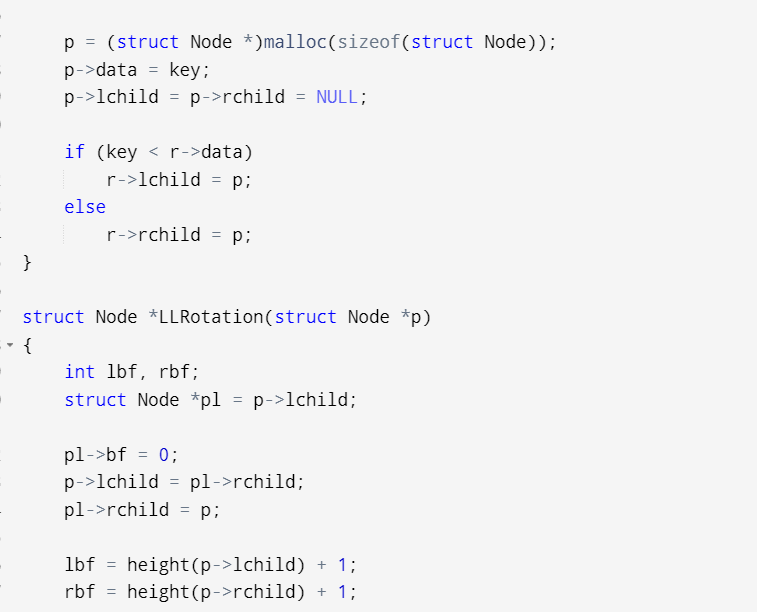 p = (struct Node *)malloc(sizeof(struct Node));
p->data = key;
p->lchild = p->rchild = NULL;
if (key < r->data)
r->lchild = p;
else
r->rchild = p;
}
struct Node *LLRotation(struct Node *p)
{
int lbf, rbf;
struct Node *pl = p->lchild;
pl->bf = 0;
p->lchild = pl->rchild;
pl->rchild = p;
lbf = height(p->lchild) + 1;
rbf = height(p->rchild) + 1;